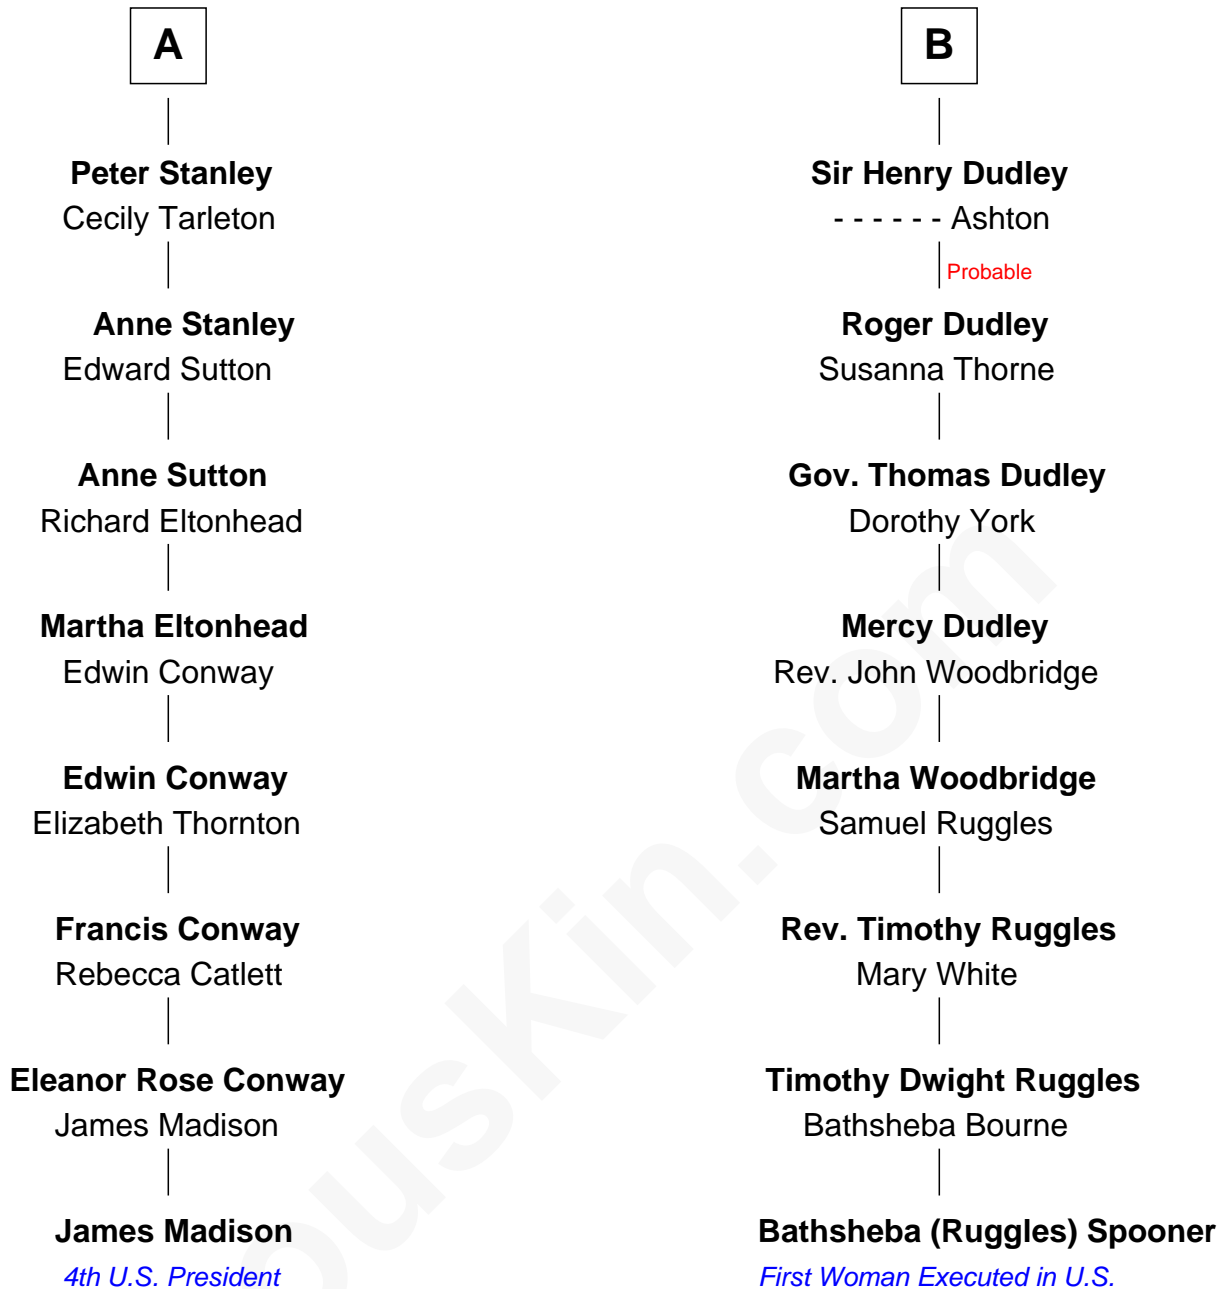 A
Peter Stanley
Cecily Tarleton
Anne Stanley
Edward Sutton
Anne Sutton
Richard Eltonhead
Martha Eltonhead
Edwin Conway
Edwin Conway
Elizabeth Thornton
Francis Conway
Rebecca Catlett
Eleanor Rose Conway
James Madison
James Madison
4th U.S. President
B
Sir Henry Dudley
- - - - - - Ashton
Probable
Roger Dudley
Susanna Thorne
Gov. Thomas Dudley
Dorothy York
Mercy Dudley
Rev. John Woodbridge
Martha Woodbridge
Samuel Ruggles
Rev. Timothy Ruggles
Mary White
Timothy Dwight Ruggles
Bathsheba Bourne
Bathsheba (Ruggles) Spooner
First Woman Executed in U.S.
ousKin.com